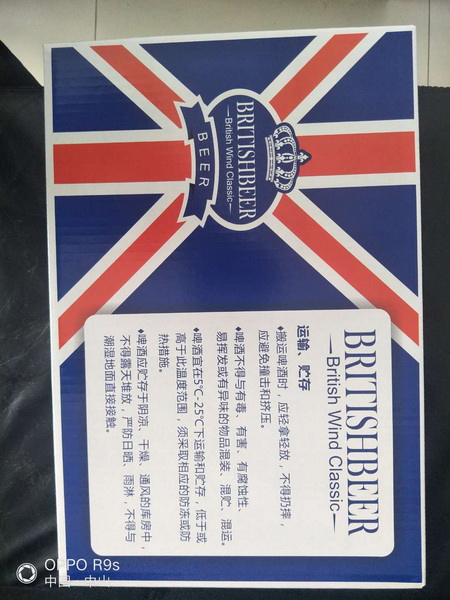 BRITISHBEER
—British Wind Classic—
BEER
BRITISHBEER
—British Wind Classic—
运输、贮存
•搬运啤酒时，应轻拿轻放，不得扔摔，
应避免撞击和挤压。
•啤酒不得与有毒、有害、有腐蚀性、
易挥发或有异味的物品混装、混贮、混运。
•啤酒宜在5℃-25℃下运输和贮存，低于或
高于此温度范围，须采取相应的防冻或防
热措施。
•啤酒应贮存于阴凉、干燥、通风的库房中，
不得露天堆放，严防日晒、雨淋，不得与
潮湿地面直接接触。
OPPO R9s
中国·中山